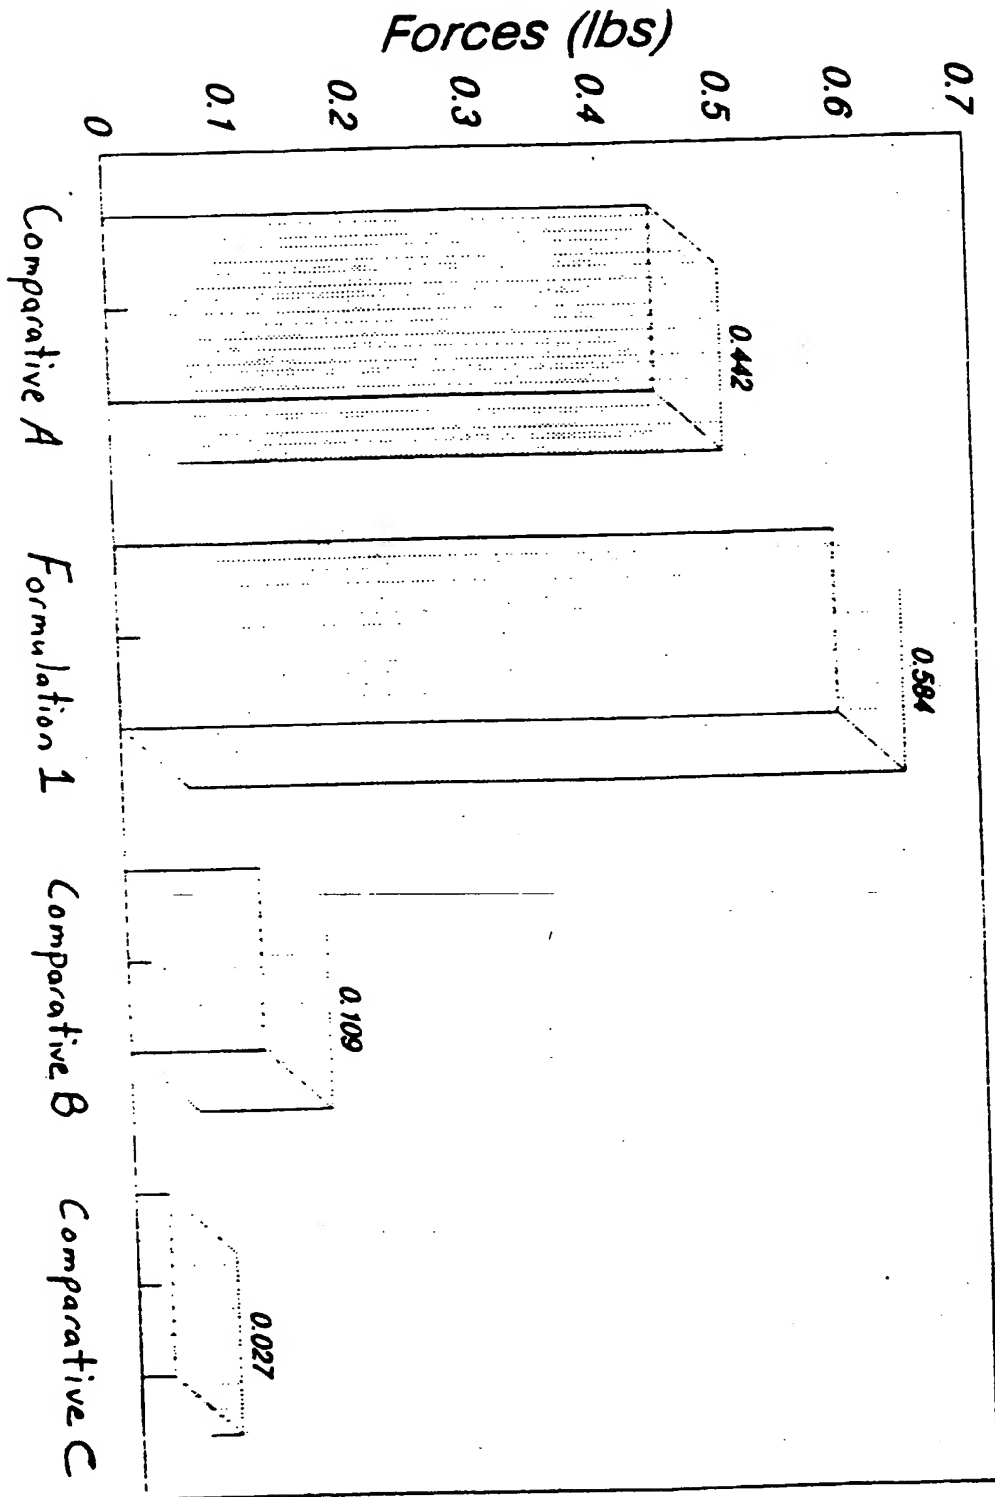 Forces (lbs)
0.7
0.6
0.5
0.4
0.3
0.2
0.1
0
0.442
0.584
0.109
0.027
Comparative A
Formulation 1
Comparative B
Comparative C